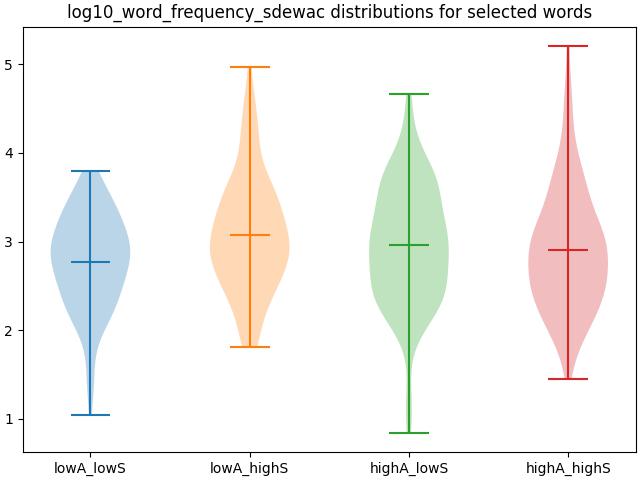 log10_word_frequency_sdewac distributions for selected words
5
4
3
2
1
lowA_lowS lowA_highS highA_lowS highA_highS